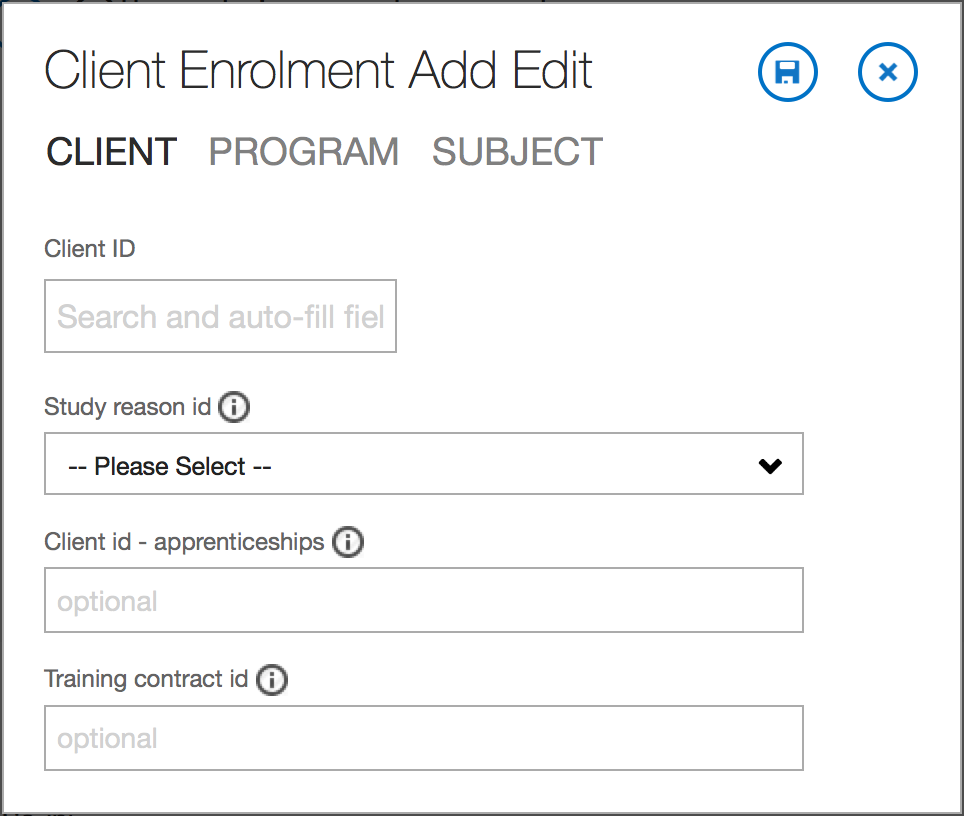 Client Enrolment Add Edit
CLIENT PROGRAM SUBJECT
Client ID
Search and auto-fill fiel
Study reason id
-- Please Select --
Client id - apprenticeships
optional
Training contract id
optional